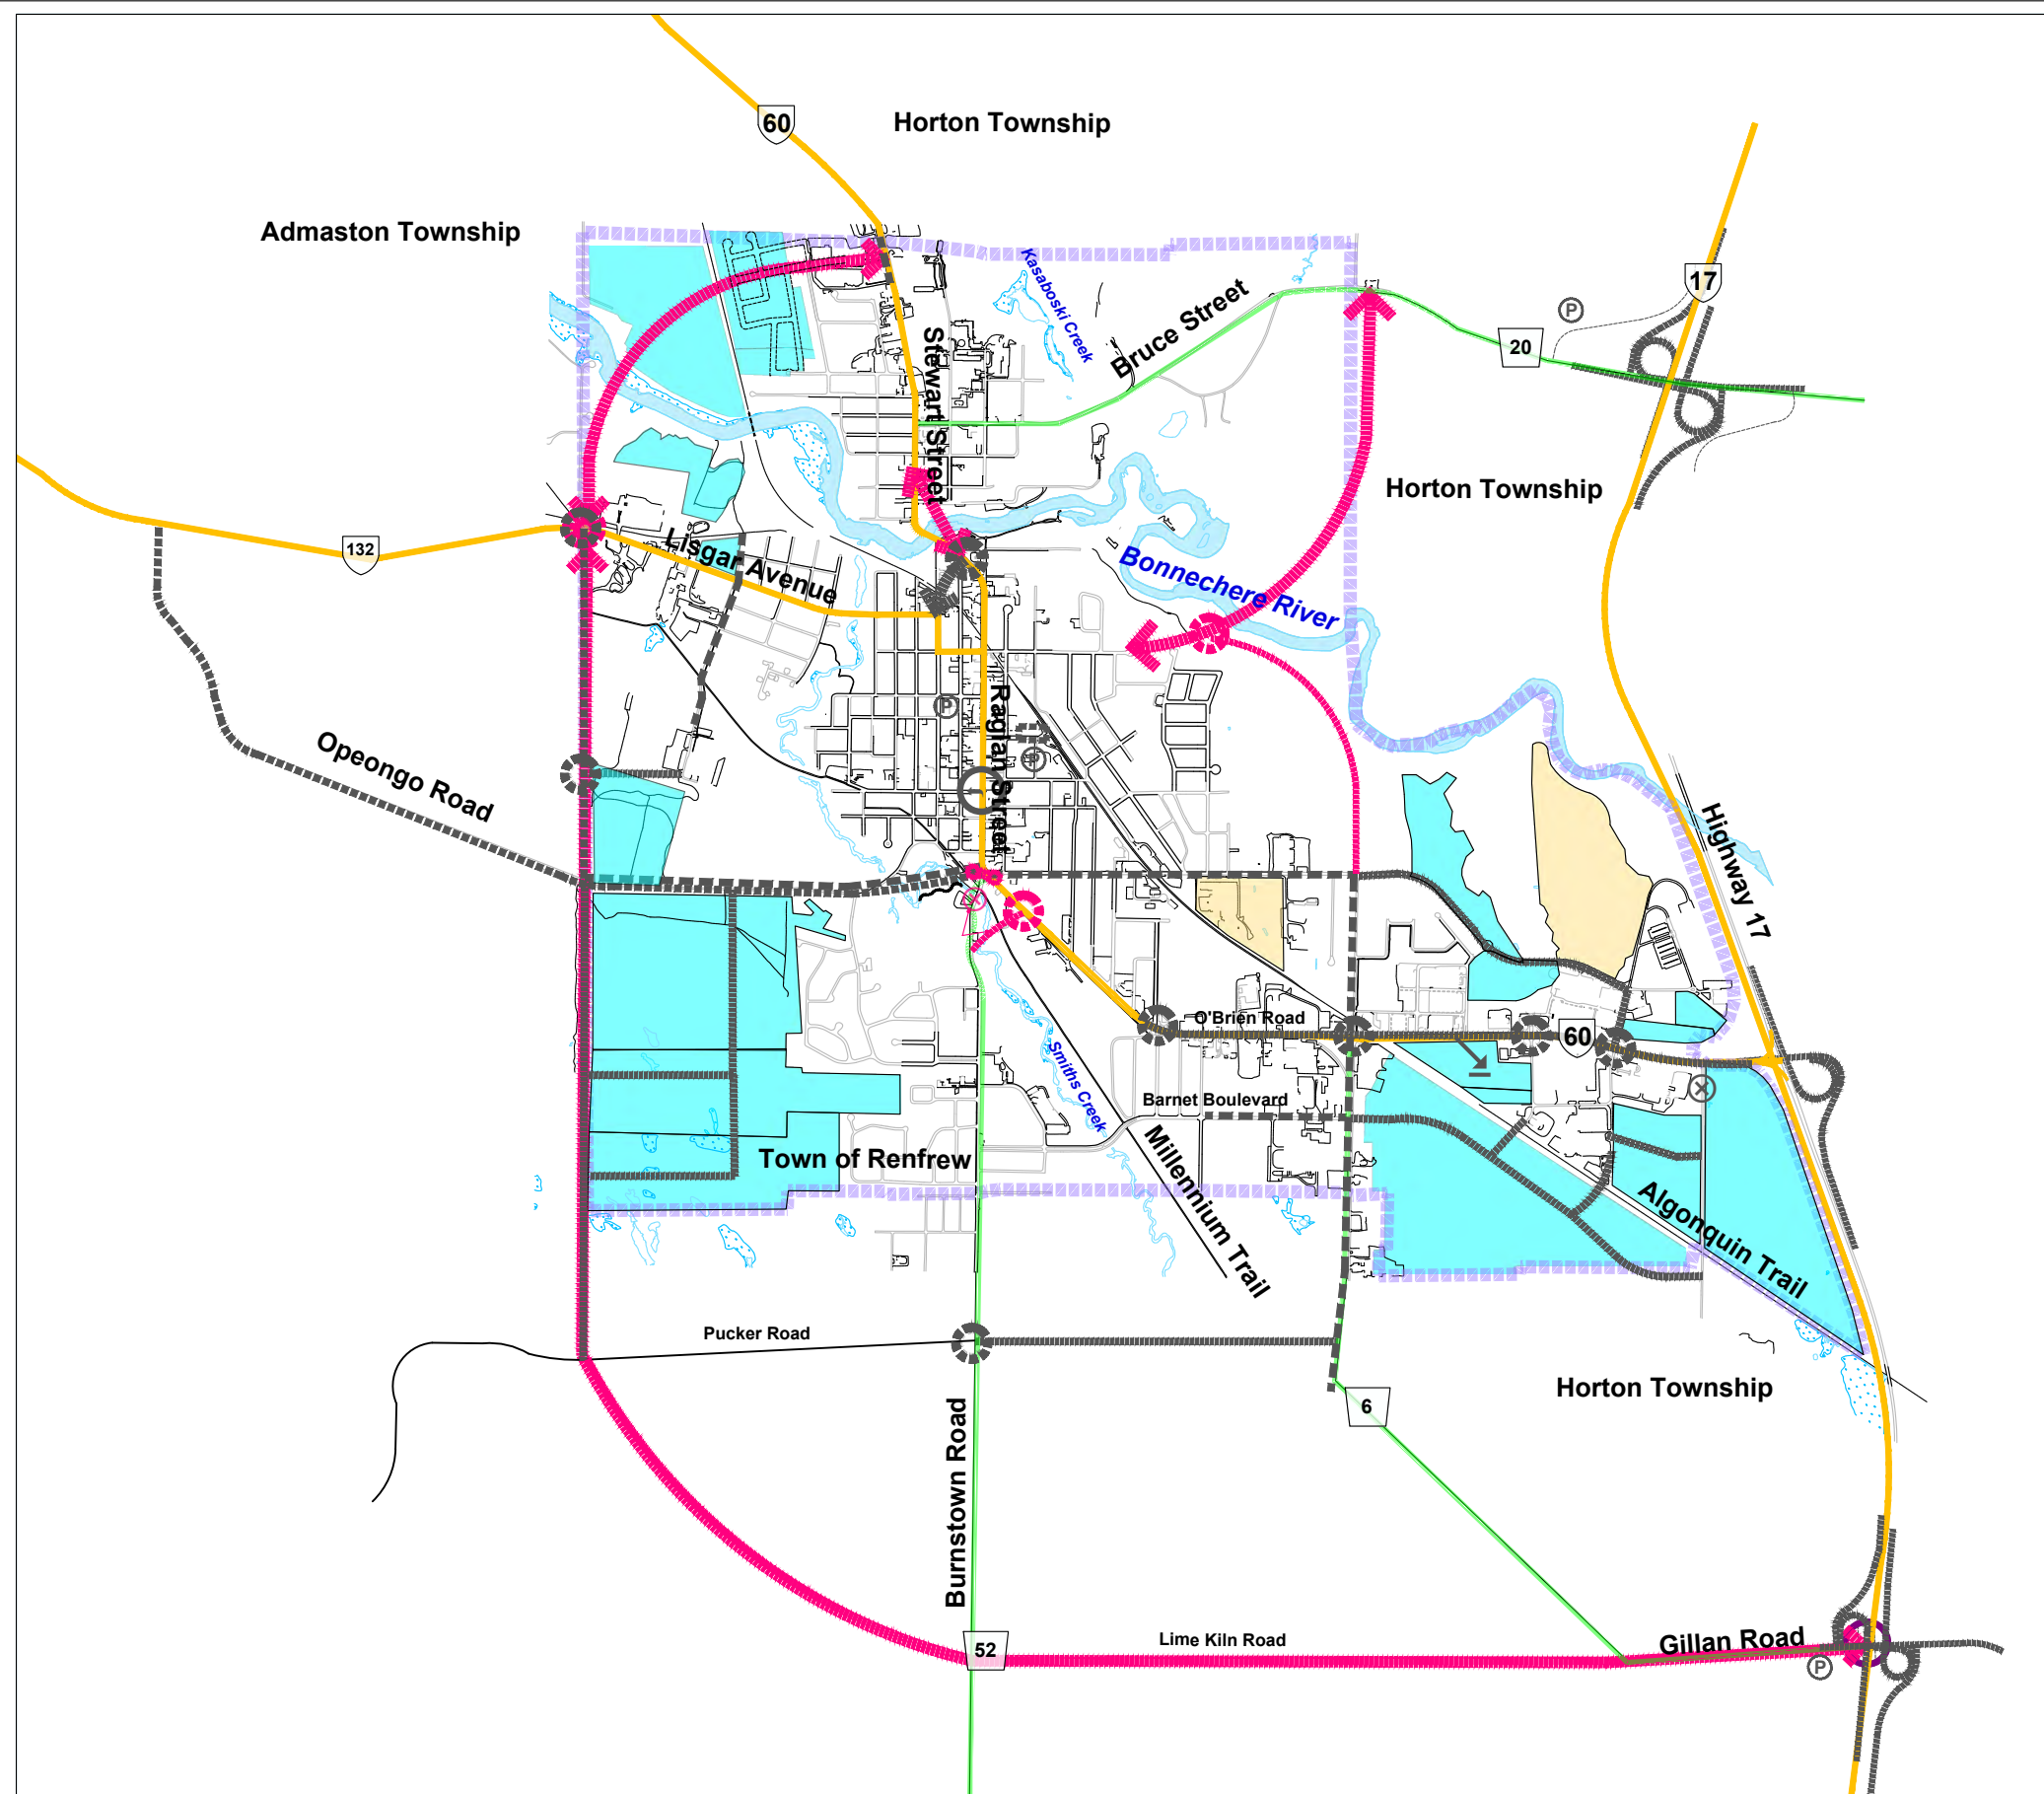 60
Horton Township
Admaston Township
Kasaboski Creek
17
Bruce Street
P
20
Stewart Street
Horton Township
132
Lisgar Avenue
Bonnechere River
Raglan Street
P
P
Opeongo Road
Highway 17
O'Brien Road
60
Smiths Creek
Barnet Boulevard
Millennium Trail
Town of Renfrew
Algonquin Trail
Pucker Road
Horton Township
6
Burnstown Road
52
Lime Kiln Road
Gillan Road
P